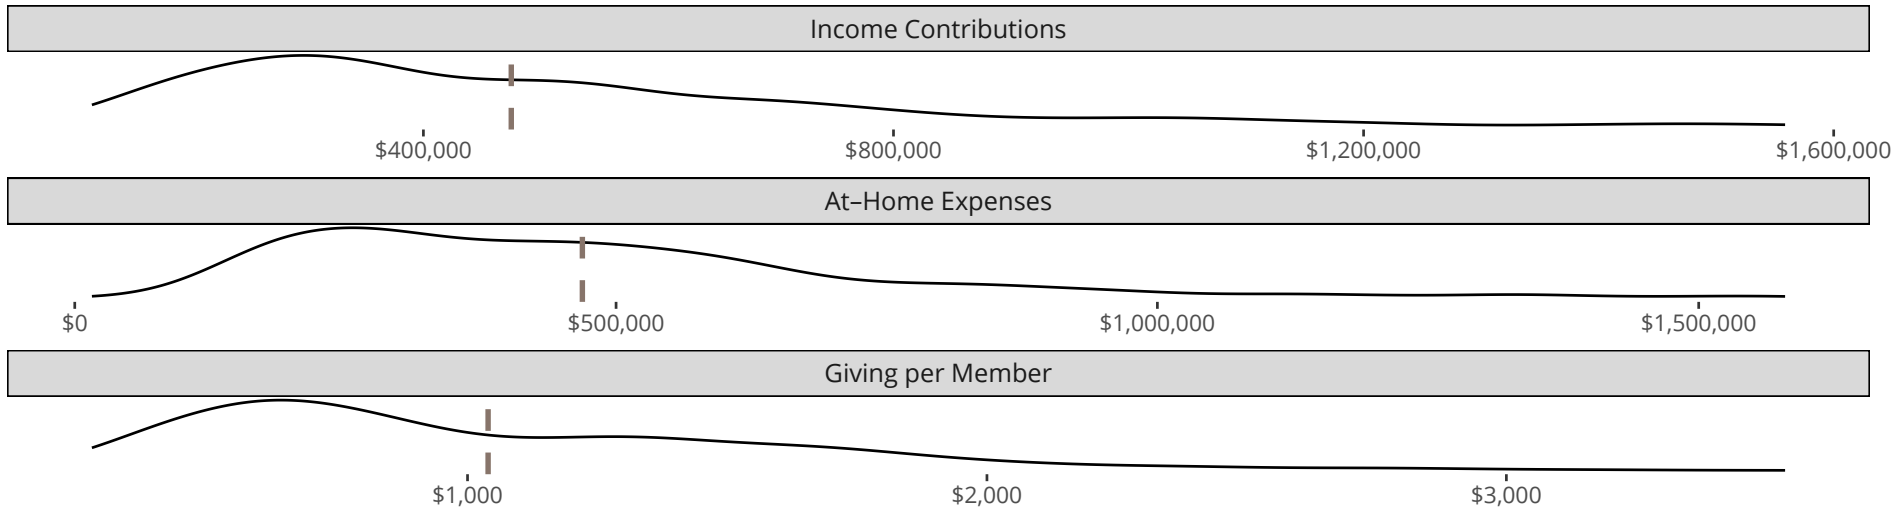 Income Contributions
$400,000 $800,000 $1,200,000 $1,600,000
At–Home Expenses
$0 $500,000 $1,000,000 $1,500,000
Giving per Member
$1,000 $2,000 $3,000